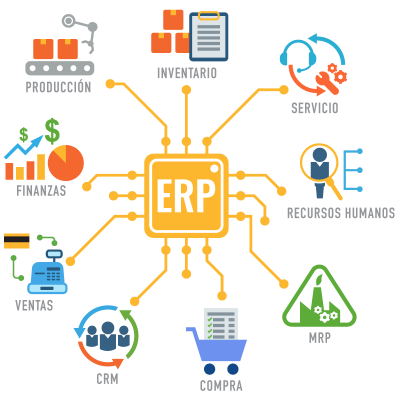 INVENTARIO
PRODUCCIÓN
SERVICIO
$
$
FINANZAS
ERP
RECURSOS HUMANOS
VENTAS
MRP
CRM
COMPRA